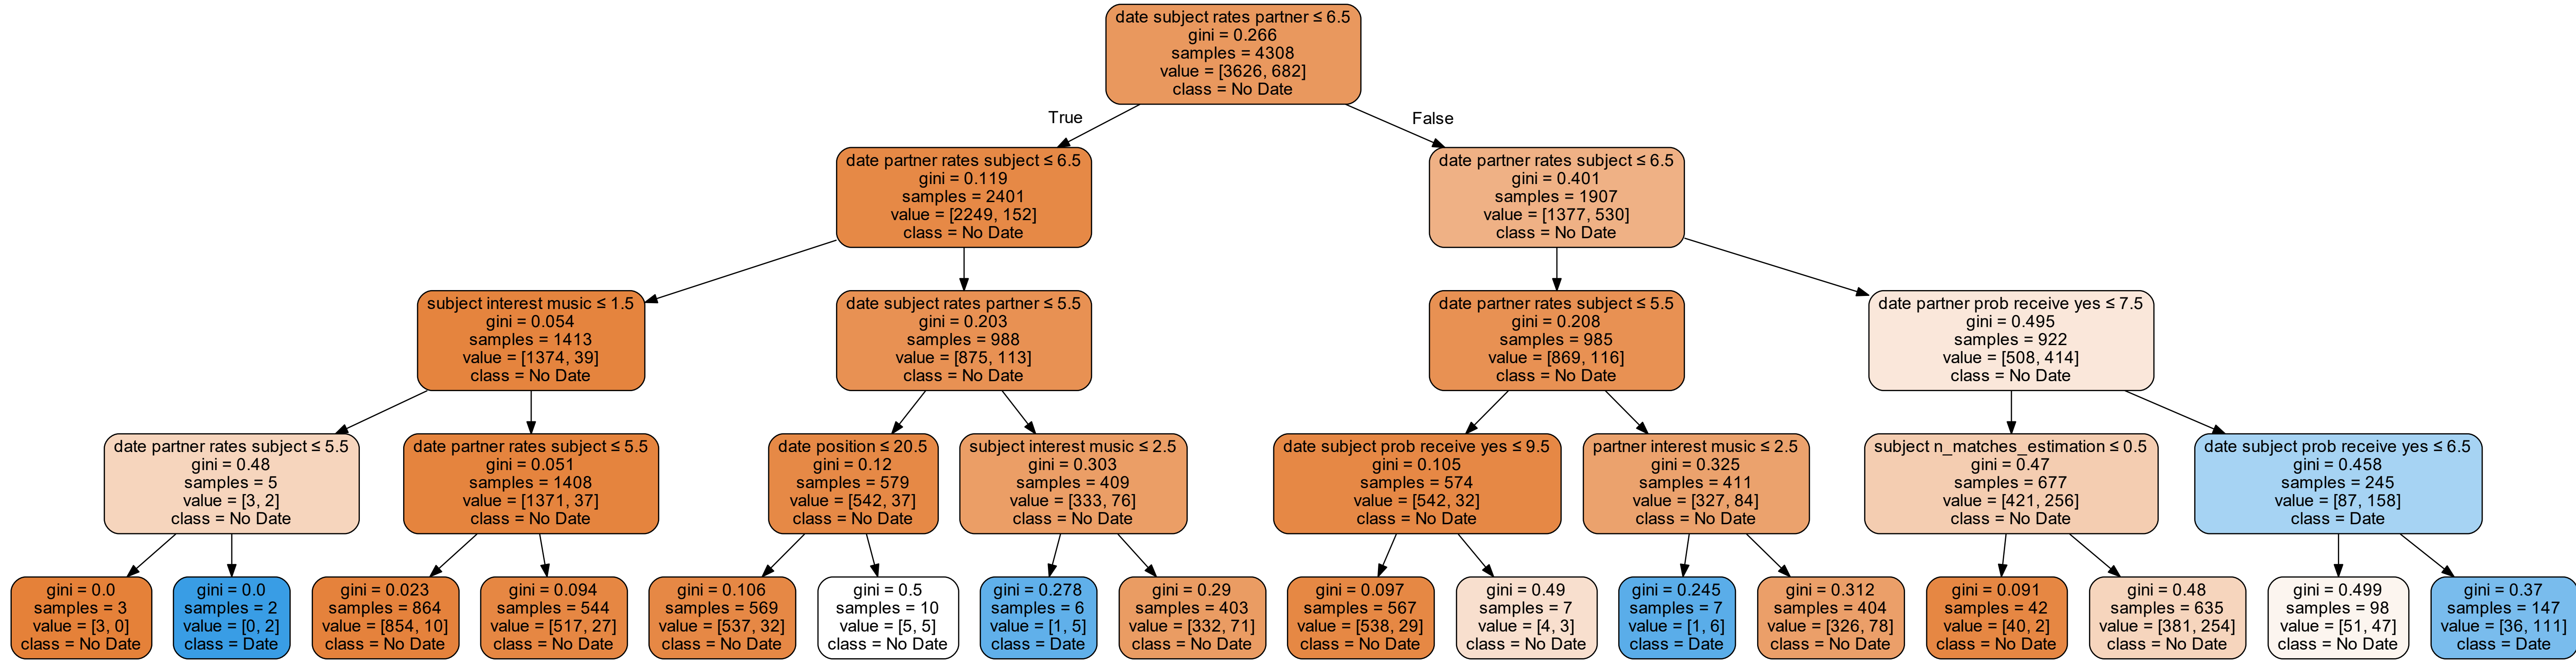 date subject rates partner ≤ 6.5
gini = 0.266
samples = 4308
value = [3626, 682]
class = No Date
True
False
date partner rates subject ≤ 6.5
gini = 0.119
samples = 2401
value = [2249, 152]
class = No Date
date partner rates subject ≤ 6.5
gini = 0.401
samples = 1907
value = [1377, 530]
class = No Date
subject interest music ≤ 1.5
gini = 0.054
samples = 1413
value = [1374, 39]
class = No Date
date subject rates partner ≤ 5.5
gini = 0.203
samples = 988
value = [875, 113]
class = No Date
date partner rates subject ≤ 5.5
gini = 0.208
samples = 985
value = [869, 116]
class = No Date
date partner prob receive yes ≤ 7.5
gini = 0.495
samples = 922
value = [508, 414]
class = No Date
date partner rates subject ≤ 5.5
gini = 0.48
samples = 5
value = [3, 2]
class = No Date
date partner rates subject ≤ 5.5
gini = 0.051
samples = 1408
value = [1371, 37]
class = No Date
date position ≤ 20.5
gini = 0.12
samples = 579
value = [542, 37]
class = No Date
subject interest music ≤ 2.5
gini = 0.303
samples = 409
value = [333, 76]
class = No Date
date subject prob receive yes ≤ 9.5
gini = 0.105
samples = 574
value = [542, 32]
class = No Date
partner interest music ≤ 2.5
gini = 0.325
samples = 411
value = [327, 84]
class = No Date
subject n_matches_estimation ≤ 0.5
gini = 0.47
samples = 677
value = [421, 256]
class = No Date
date subject prob receive yes ≤ 6.5
gini = 0.458
samples = 245
value = [87, 158]
class = Date
gini = 0.0
samples = 3
value = [3, 0]
class = No Date
gini = 0.0
samples = 2
value = [0, 2]
class = Date
gini = 0.023
samples = 864
value = [854, 10]
class = No Date
gini = 0.094
samples = 544
value = [517, 27]
class = No Date
gini = 0.106
samples = 569
value = [537, 32]
class = No Date
gini = 0.5
samples = 10
value = [5, 5]
class = No Date
gini = 0.278
samples = 6
value = [1, 5]
class = Date
gini = 0.29
samples = 403
value = [332, 71]
class = No Date
gini = 0.097
samples = 567
value = [538, 29]
class = No Date
gini = 0.49
samples = 7
value = [4, 3]
class = No Date
gini = 0.245
samples = 7
value = [1, 6]
class = Date
gini = 0.312
samples = 404
value = [326, 78]
class = No Date
gini = 0.091
samples = 42
value = [40, 2]
class = No Date
gini = 0.48
samples = 635
value = [381, 254]
class = No Date
gini = 0.499
samples = 98
value = [51, 47]
class = No Date
gini = 0.37
samples = 147
value = [36, 111]
class = Date